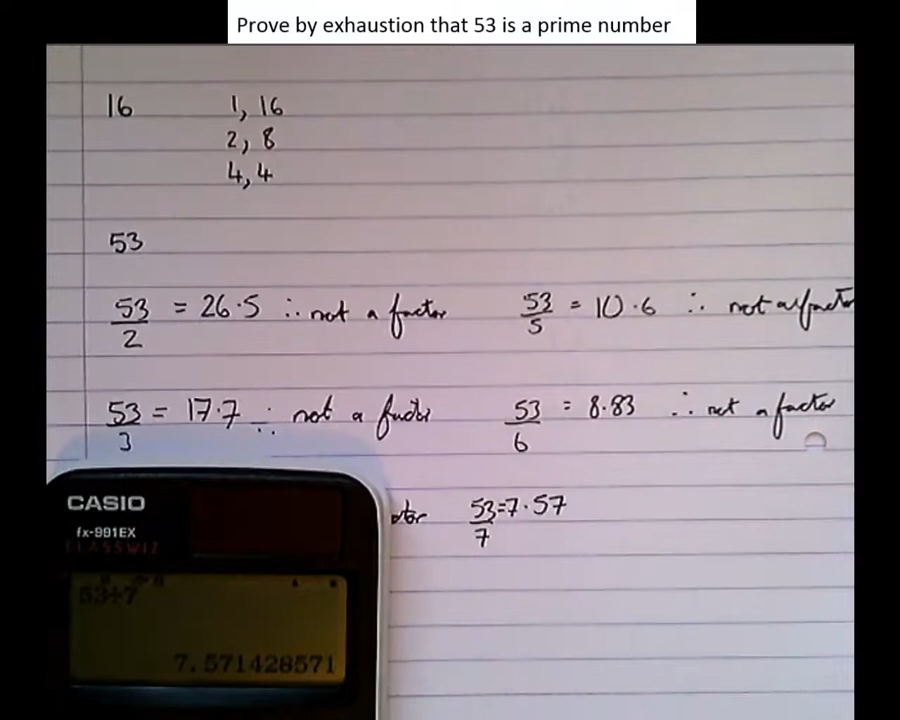 Prove by exhaustion that 53 is a prime number
16 1, 16
2, 8
4, 4
53
53/2 = 26.5 ∴ not a factor
53/3 = 17.7 ∴ not a factor
53/5 = 10.6 ∴ not a factor
53/6 = 8.83 ∴ not a factor
53/7 = 7.57
CASIO
fx-991EX
CLASSWIZ
53÷7
7.571428571